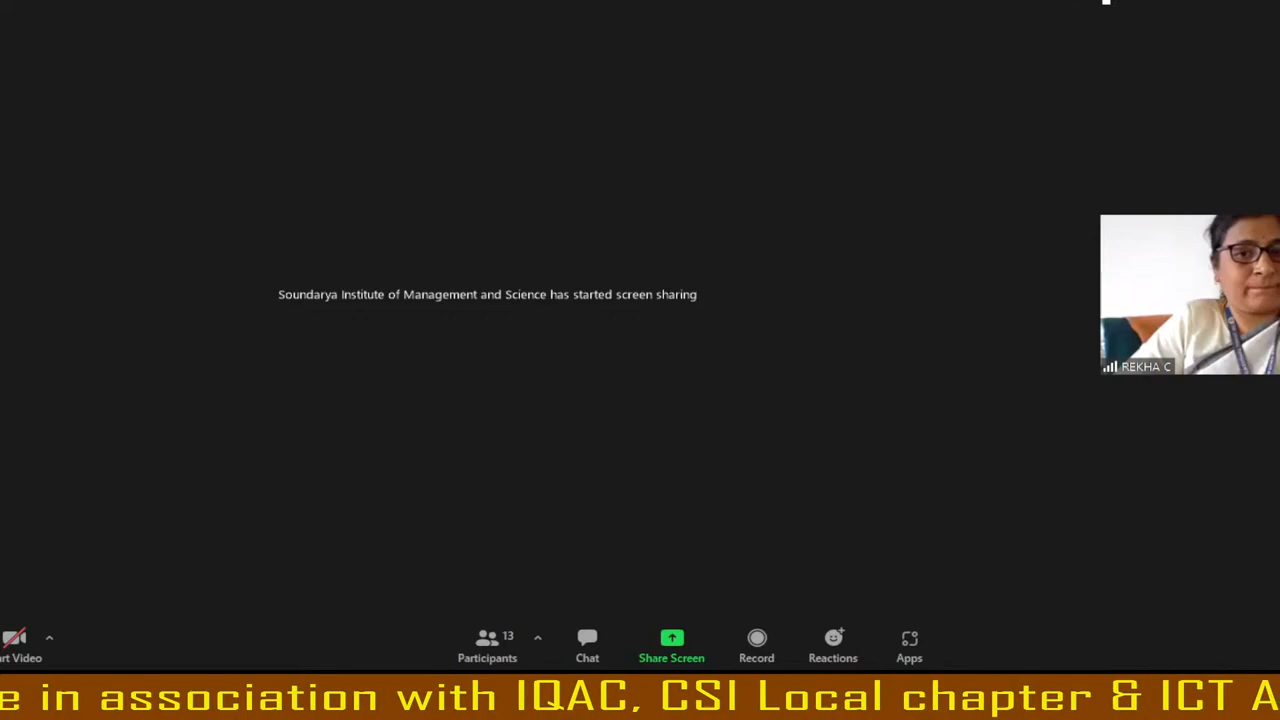 Soundarya Institute of Management and Science has started screen sharing
REKHA C
art Video
13
Participants
Chat
Share Screen
Record
Reactions
Apps
e in association with IQAC, CSI Local chapter & ICT A